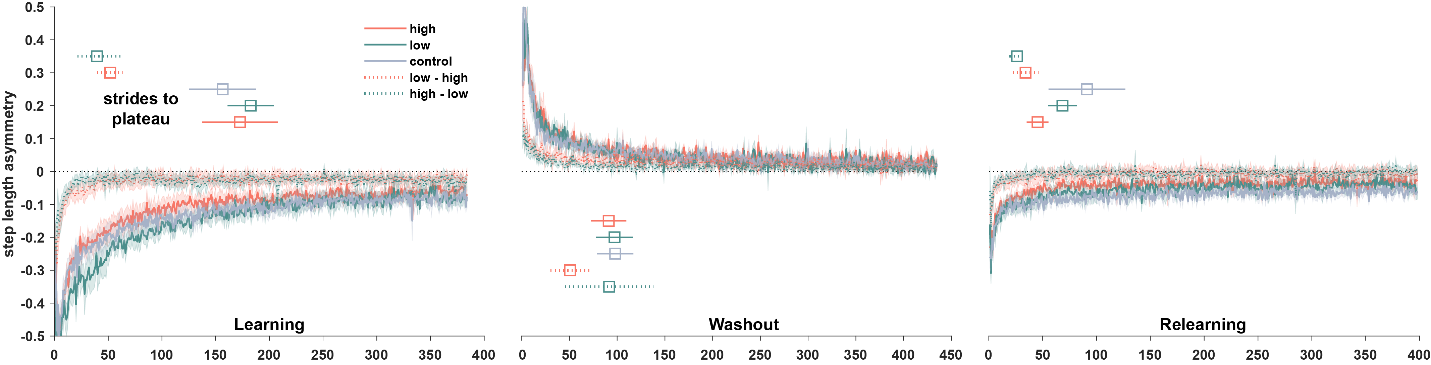 step length asymmetry
0.5
0.4
0.3
0.2
0.1
0
-0.1
-0.2
-0.3
-0.4
-0.5
high
low
control
low - high
high - low
strides to
plateau
Learning
0 50 100 150 200 250 300 350 400
Washout
0 50 100 150 200 250 300 350 400 450
Relearning
0 50 100 150 200 250 300 350 400